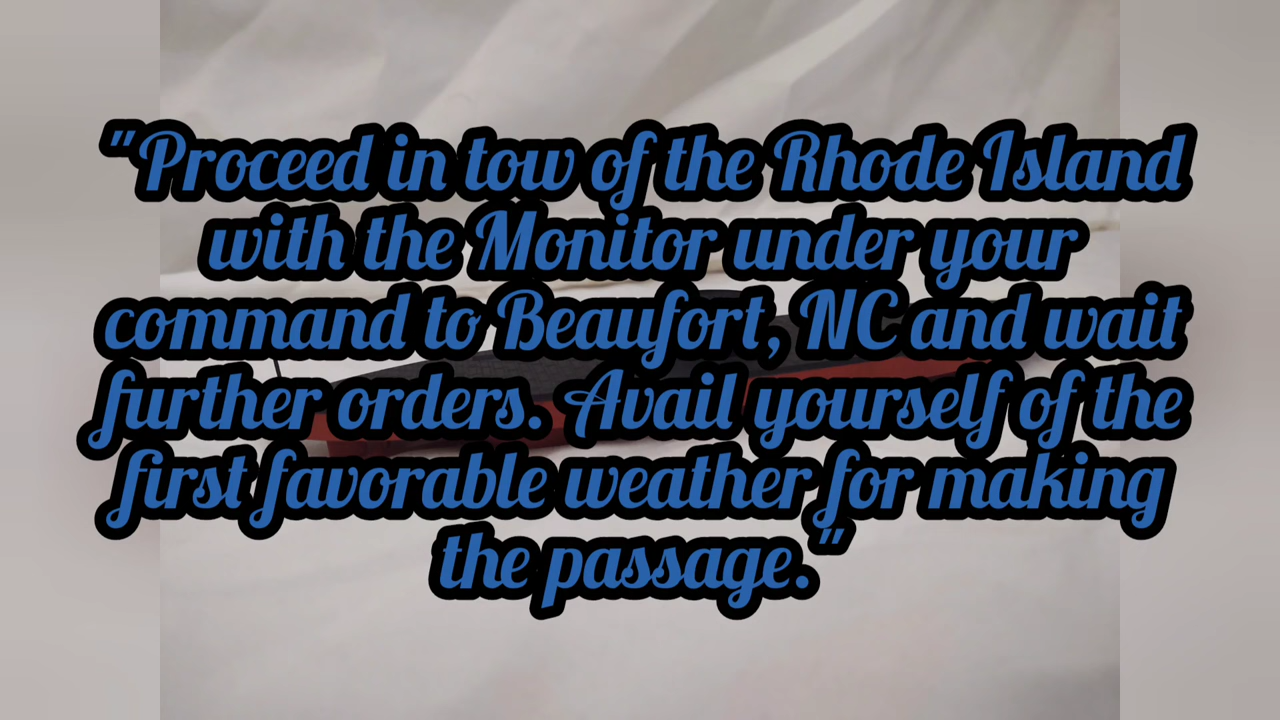 "Proceed in tow of the Rhode Island
with the Monitor under your
command to Beaufort, NC and wait
further orders. Avail yourself of the
first favorable weather for making
the passage."